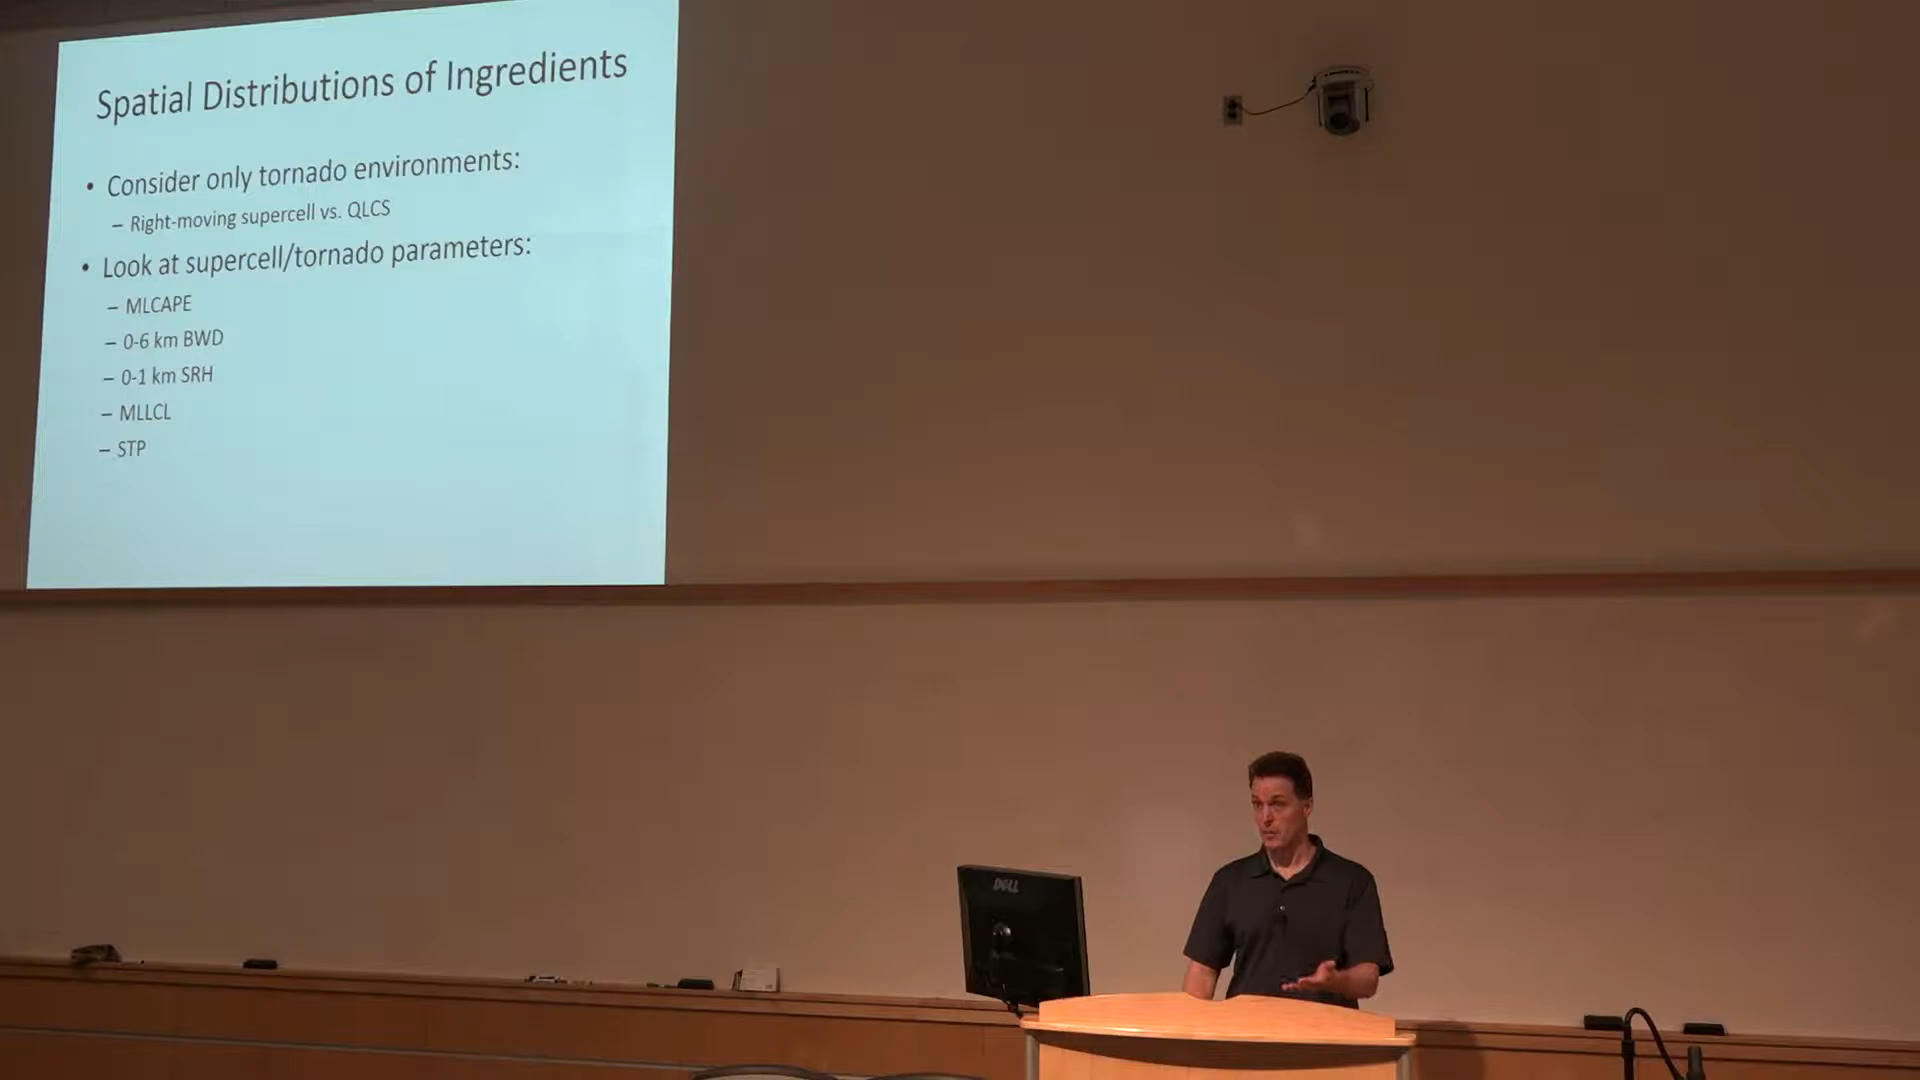 Spatial Distributions of Ingredients
• Consider only tornado environments:
– Right-moving supercell vs. QLCS
• Look at supercell/tornado parameters:
– MLCAPE
– 0-6 km BWD
– 0-1 km SRH
– MLLCL
– STP
DELL